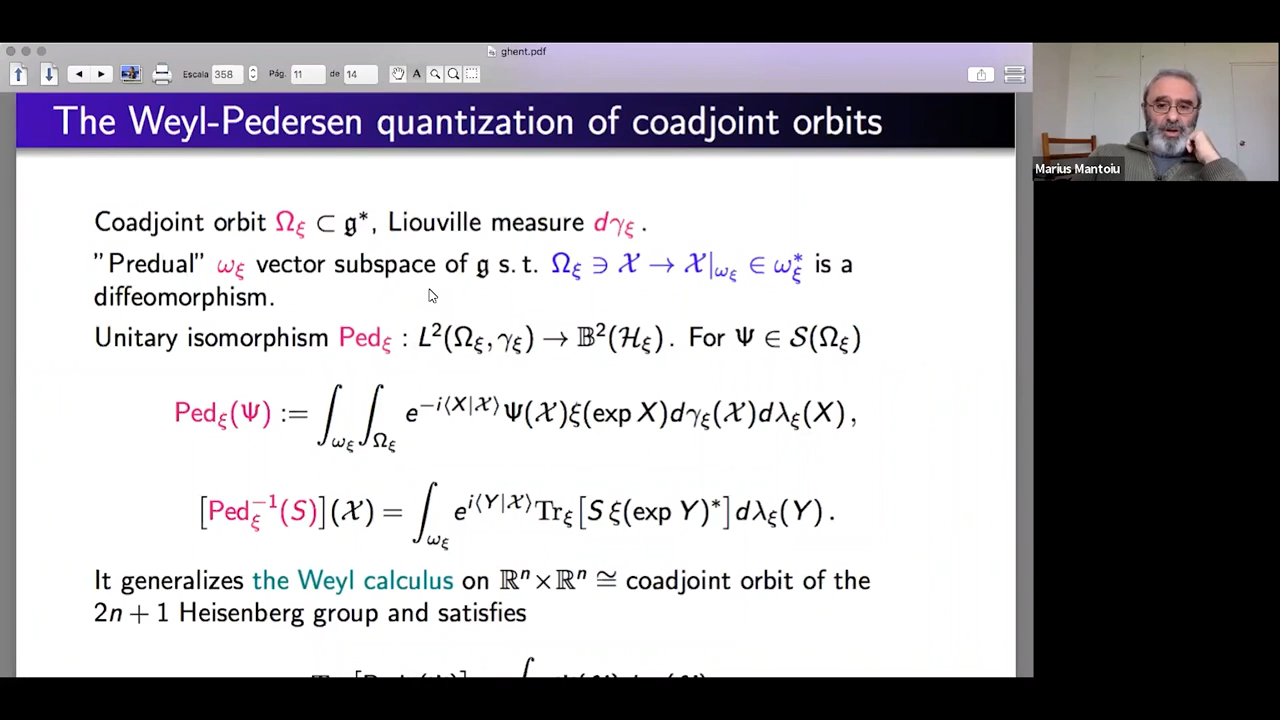 ghent.pdf
Escala 358 Pág. 11 de 14
The Weyl-Pedersen quantization of coadjoint orbits
Marius Mantoiu
Coadjoint orbit Ω_ξ ⊂ 𝔤*, Liouville measure dγ_ξ .
"Predual" ω_ξ vector subspace of 𝔤 s. t. Ω_ξ ∋ 𝒳 → 𝒳|_{ω_ξ} ∈ ω_ξ^* is a
diffeomorphism.
Unitary isomorphism Ped_ξ : L²(Ω_ξ, γ_ξ) → 𝔹²(ℋ_ξ) . For Ψ ∈ 𝒮(Ω_ξ)
Ped_ξ(Ψ) := ∫_{ω_ξ} ∫_{Ω_ξ} e^{−i⟨X|𝒳⟩} Ψ(𝒳)ξ(exp X)dγ_ξ(𝒳)dλ_ξ(X) ,
[Ped_ξ^{−1}(S)](𝒳) = ∫_{ω_ξ} e^{i⟨Y|𝒳⟩} Tr_ξ[S ξ(exp Y)*] dλ_ξ(Y) .
It generalizes the Weyl calculus on ℝⁿ×ℝⁿ ≅ coadjoint orbit of the
2n + 1 Heisenberg group and satisfies